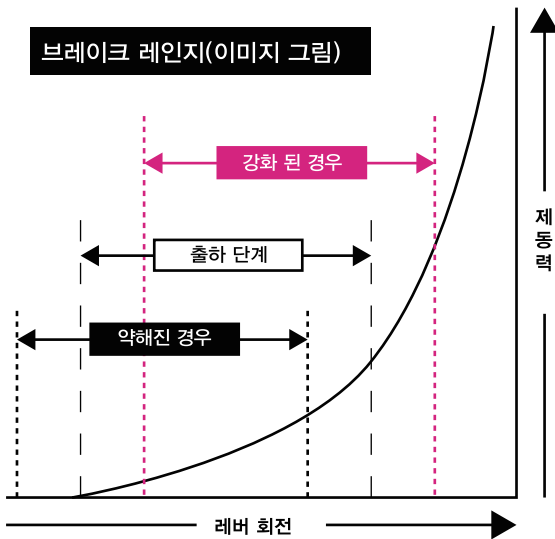 브레이크 레인지(이미지 그림)
강화 된 경우
출하 단계
약해진 경우
제동력
레버 회전